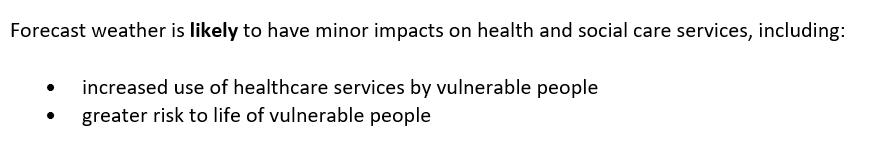 Forecast weather is likely to have minor impacts on health and social care services, including:
• increased use of healthcare services by vulnerable people
• greater risk to life of vulnerable people